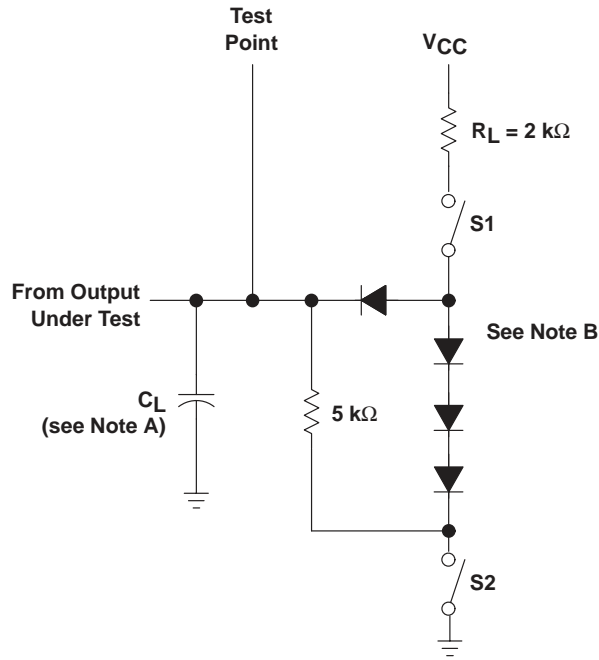 Test
Point
VCC
RL = 2 kΩ
S1
From Output
Under Test
See Note B
CL
(see Note A)
5 kΩ
S2